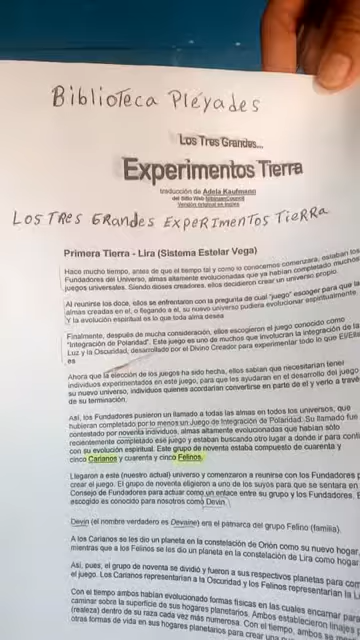 Biblioteca Pléyades
Los Tres Grandes...
Experimentos Tierra
traducción de Adela Kaufmann
del Sitio Web
Versión original en ingles
Los Tres Grandes Experimentos Tierra
Primera Tierra - Lira (Sistema Estelar Vega)
Hace mucho tiempo, antes de que el tiempo tal y como lo conocemos comenzara, estaban los
Fundadores del Universo, almas altamente evolucionadas que ya habían completado muchos
juegos universales. Siendo dioses creadores, ellos decidieron crear un universo propio.
Al reunirse los doce, ellos se enfrentaron con la pregunta de cual "juego" escoger para que la
almas creadas en el, o llegando a él, su nuevo universo pudiera evolucionar espiritualmente.
Y la evolución espiritual es lo que toda alma desea
Finalmente, después de mucha consideración, ellos escogieron el juego conocido como
"Integración de Polaridad". Este juego es uno de muchos que involucran la integración de la
Luz y la Oscuridad, desarrollado por el Divino Creador para experimentar todo lo que El/Ella
es
Ahora que la elección de los juegos ha sido hecha, ellos sabían que necesitarían tener
individuos experimentados en este juego, para que les ayudaran en el desarrollo del juego
su nuevo universo, individuos quienes acordarían convertirse en parte de el y verlo a través
de su terminación.
Así, los Fundadores pusieron un llamado a todas las almas en todos los universos, que
hubieran completado por lo menos un Juego de Integración de Polaridad. Su llamado fue
contestado por noventa individuos, almas altamente evolucionadas que habían sólo
recientemente completado ese juego y estaban buscando otro lugar a donde ir para conti
con su evolución espiritual. Este grupo de noventa estaba compuesto de cuarenta y
cinco Carianos y cuarenta y cinco Felinos.
Llegaron a este (nuestro actual) universo y comenzaron a reunirse con los Fundadores p
crear el juego. El grupo de noventa eligieron a uno de los suyos para que se sentara en
Consejo de Fundadores para actuar como un enlace entre su grupo y los Fundadores. E
escogido es conocido para nosotros como Devin.
Devin (el nombre verdadero es Devaine) era el patriarca del grupo Felino (familia).
A los Carianos se les dio un planeta en la constelación de Orión como su nuevo hogar,
mientras que a los Felinos se les dio un planeta en la constelación de Lira como hogar
Así, pues, el grupo de noventa se dividió y fueron a sus respectivos planetas para com
el juego. Los Carianos representarían a la Oscuridad y los Felinos representarían la L
Con el tiempo ambos habían evolucionado formas físicas en las cuales encarnar par
caminar sobre la superficie de sus hogares planetarios. Ambos establecieron linajes
(realeza) dentro de su raza cada vez más numerosa. Con el tiempo, ambos se
otras formas de vida en sus hogares planetarios para crear una